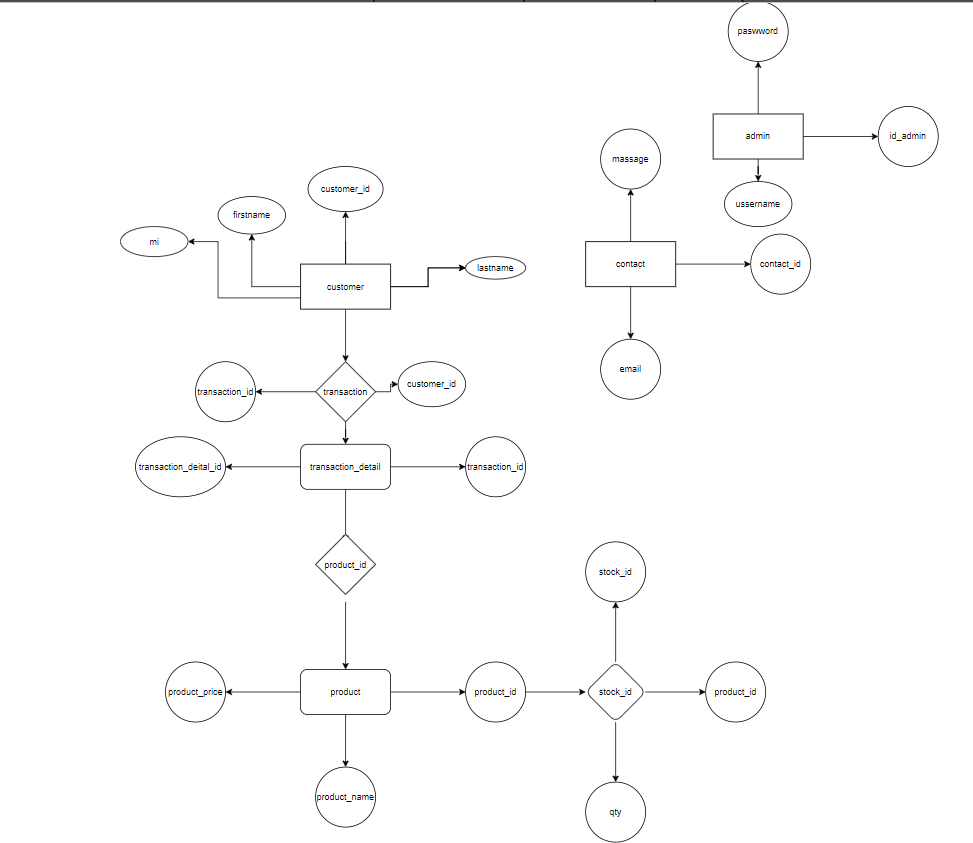 paswword
admin
id_admin
ussername
massage
contact
contact_id
email
customer_id
firstname
mi
lastname
customer
transaction_id
transaction
customer_id
transaction_deital_id
transaction_detail
transaction_id
product_id
stock_id
product_price
product
product_id
stock_id
product_id
product_name
qty